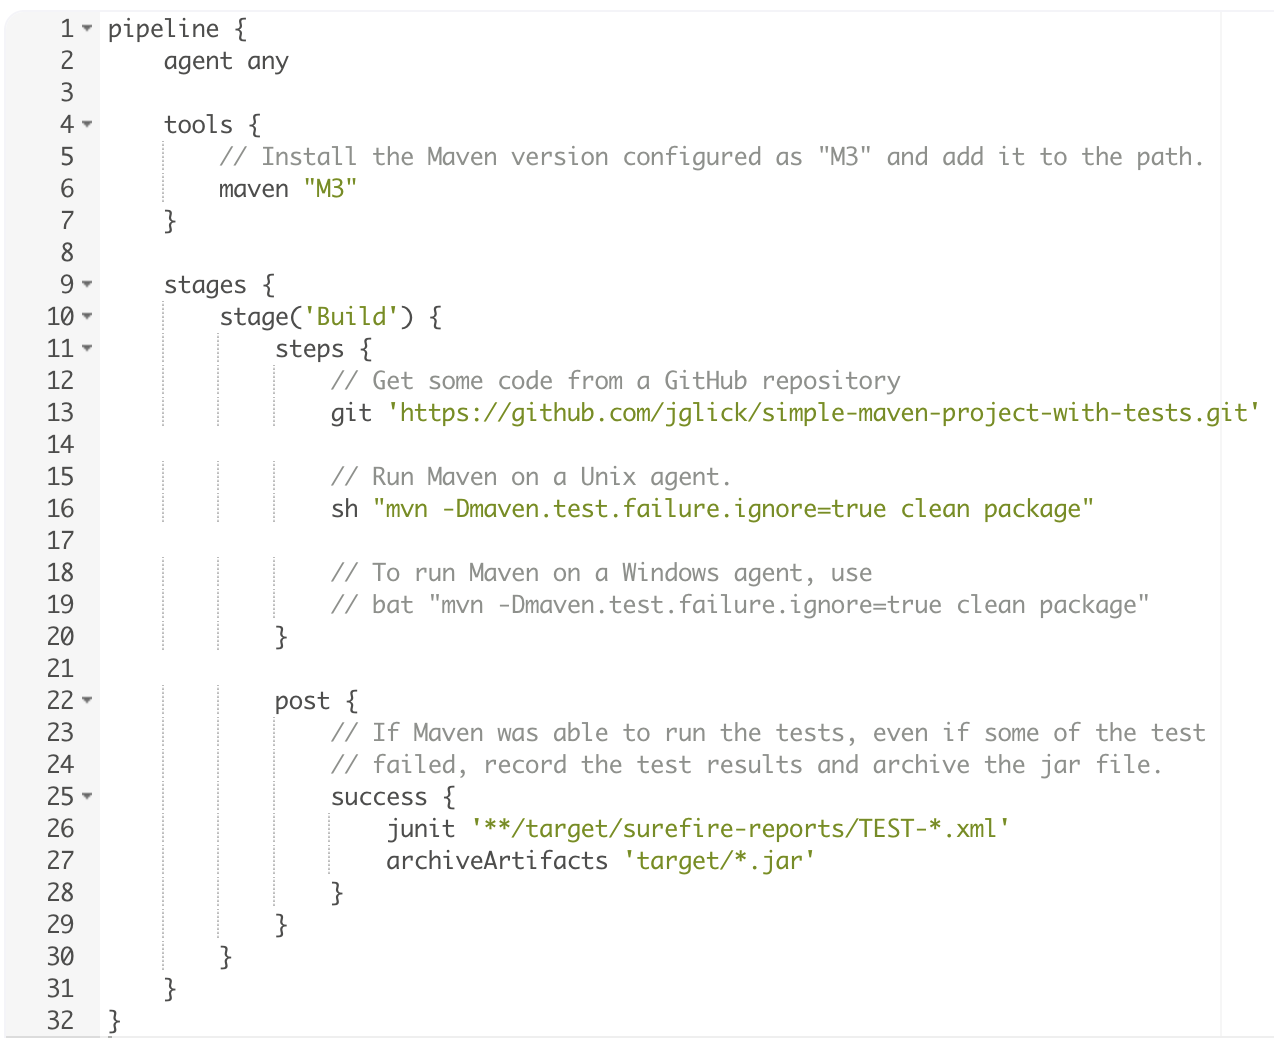 1 pipeline {
2     agent any
3
4     tools {
5         // Install the Maven version configured as "M3" and add it to the path.
6         maven "M3"
7     }
8
9     stages {
10         stage('Build') {
11             steps {
12                 // Get some code from a GitHub repository
13                 git 'https://github.com/jglick/simple-maven-project-with-tests.git'
14
15                 // Run Maven on a Unix agent.
16                 sh "mvn -Dmaven.test.failure.ignore=true clean package"
17
18                 // To run Maven on a Windows agent, use
19                 // bat "mvn -Dmaven.test.failure.ignore=true clean package"
20             }
21
22             post {
23                 // If Maven was able to run the tests, even if some of the test
24                 // failed, record the test results and archive the jar file.
25                 success {
26                     junit '**/target/surefire-reports/TEST-*.xml'
27                     archiveArtifacts 'target/*.jar'
28                 }
29             }
30         }
31     }
32 }